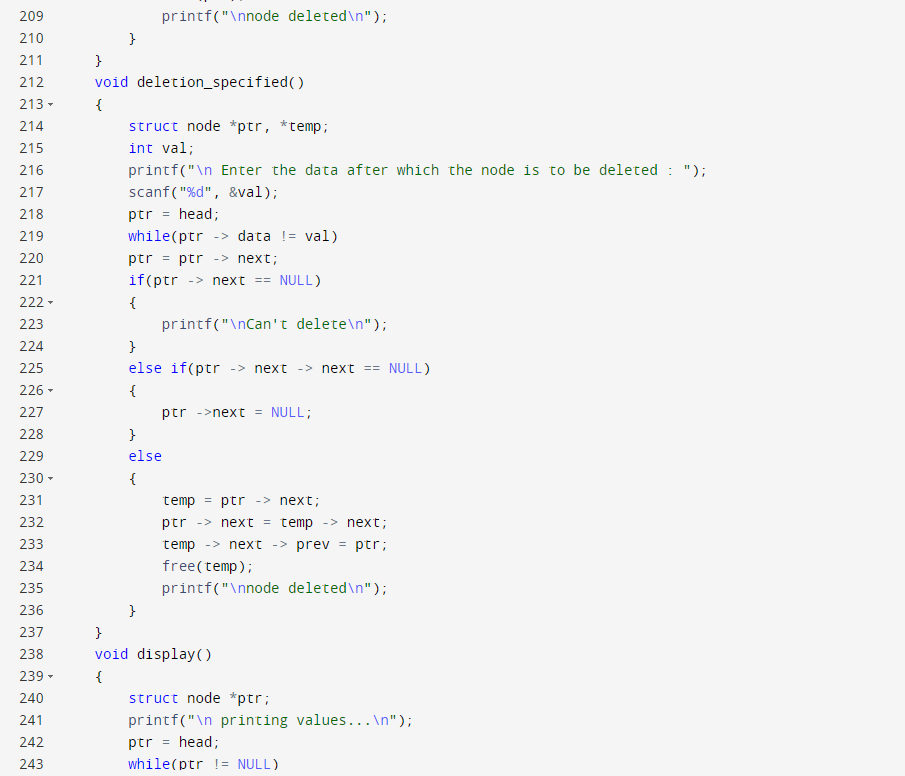 209 printf("\nnode deleted\n");
210 }
211 }
212 void deletion_specified()
213 {
214 struct node *ptr, *temp;
215 int val;
216 printf("\n Enter the data after which the node is to be deleted : ");
217 scanf("%d", &val);
218 ptr = head;
219 while(ptr -> data != val)
220 ptr = ptr -> next;
221 if(ptr -> next == NULL)
222 {
223 printf("\nCan't delete\n");
224 }
225 else if(ptr -> next -> next == NULL)
226 {
227 ptr ->next = NULL;
228 }
229 else
230 {
231 temp = ptr -> next;
232 ptr -> next = temp -> next;
233 temp -> next -> prev = ptr;
234 free(temp);
235 printf("\nnode deleted\n");
236 }
237 }
238 void display()
239 {
240 struct node *ptr;
241 printf("\n printing values...\n");
242 ptr = head;
243 while(ptr != NULL)